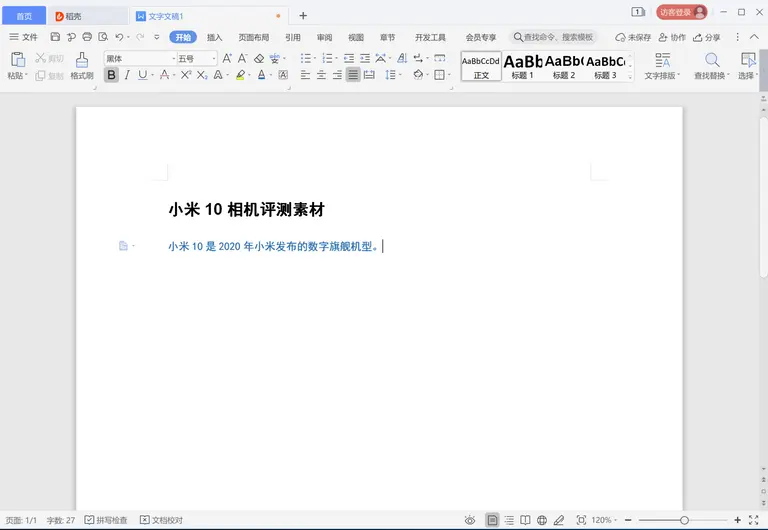 首页 稻壳 文字文稿1 + 1 访客登录
文件 开始 插入 页面布局 引用 审阅 视图 章节 开发工具 会员专享 查找命令、搜索模板 未保存 协作 分享
粘贴 剪切 复制 格式刷 黑体 五号 AaBbCcDd 正文 AaBb 标题 1 AaBb( 标题 2 AaBbC 标题 3 文字排版 查找替换 选择
小米 10 相机评测素材
小米 10 是 2020 年小米发布的数字旗舰机型。
页面: 1/1 字数: 27 拼写检查 文档校对 120%